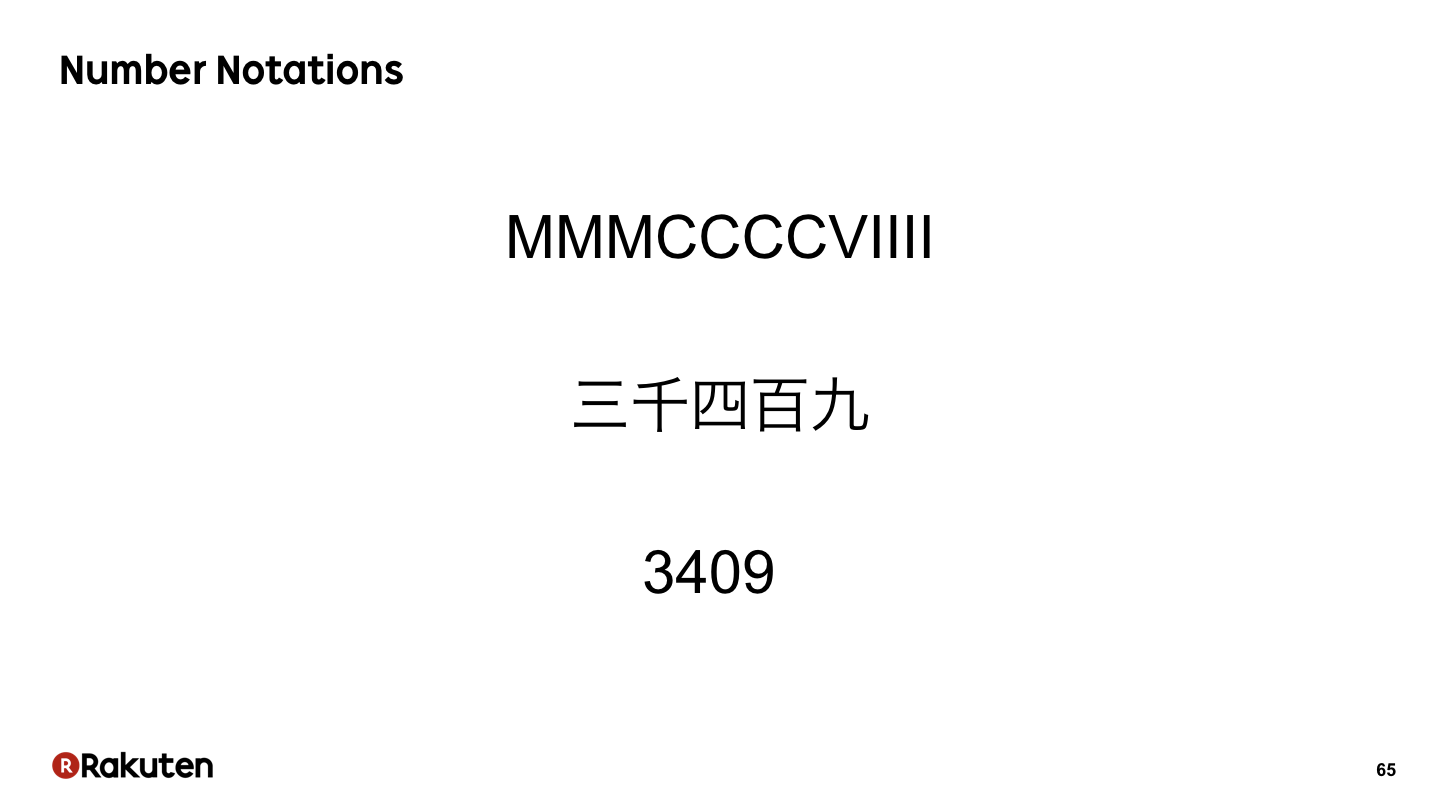 Number Notations
MMMCCCCVIIII
三千四百九
3409
Rakuten
65